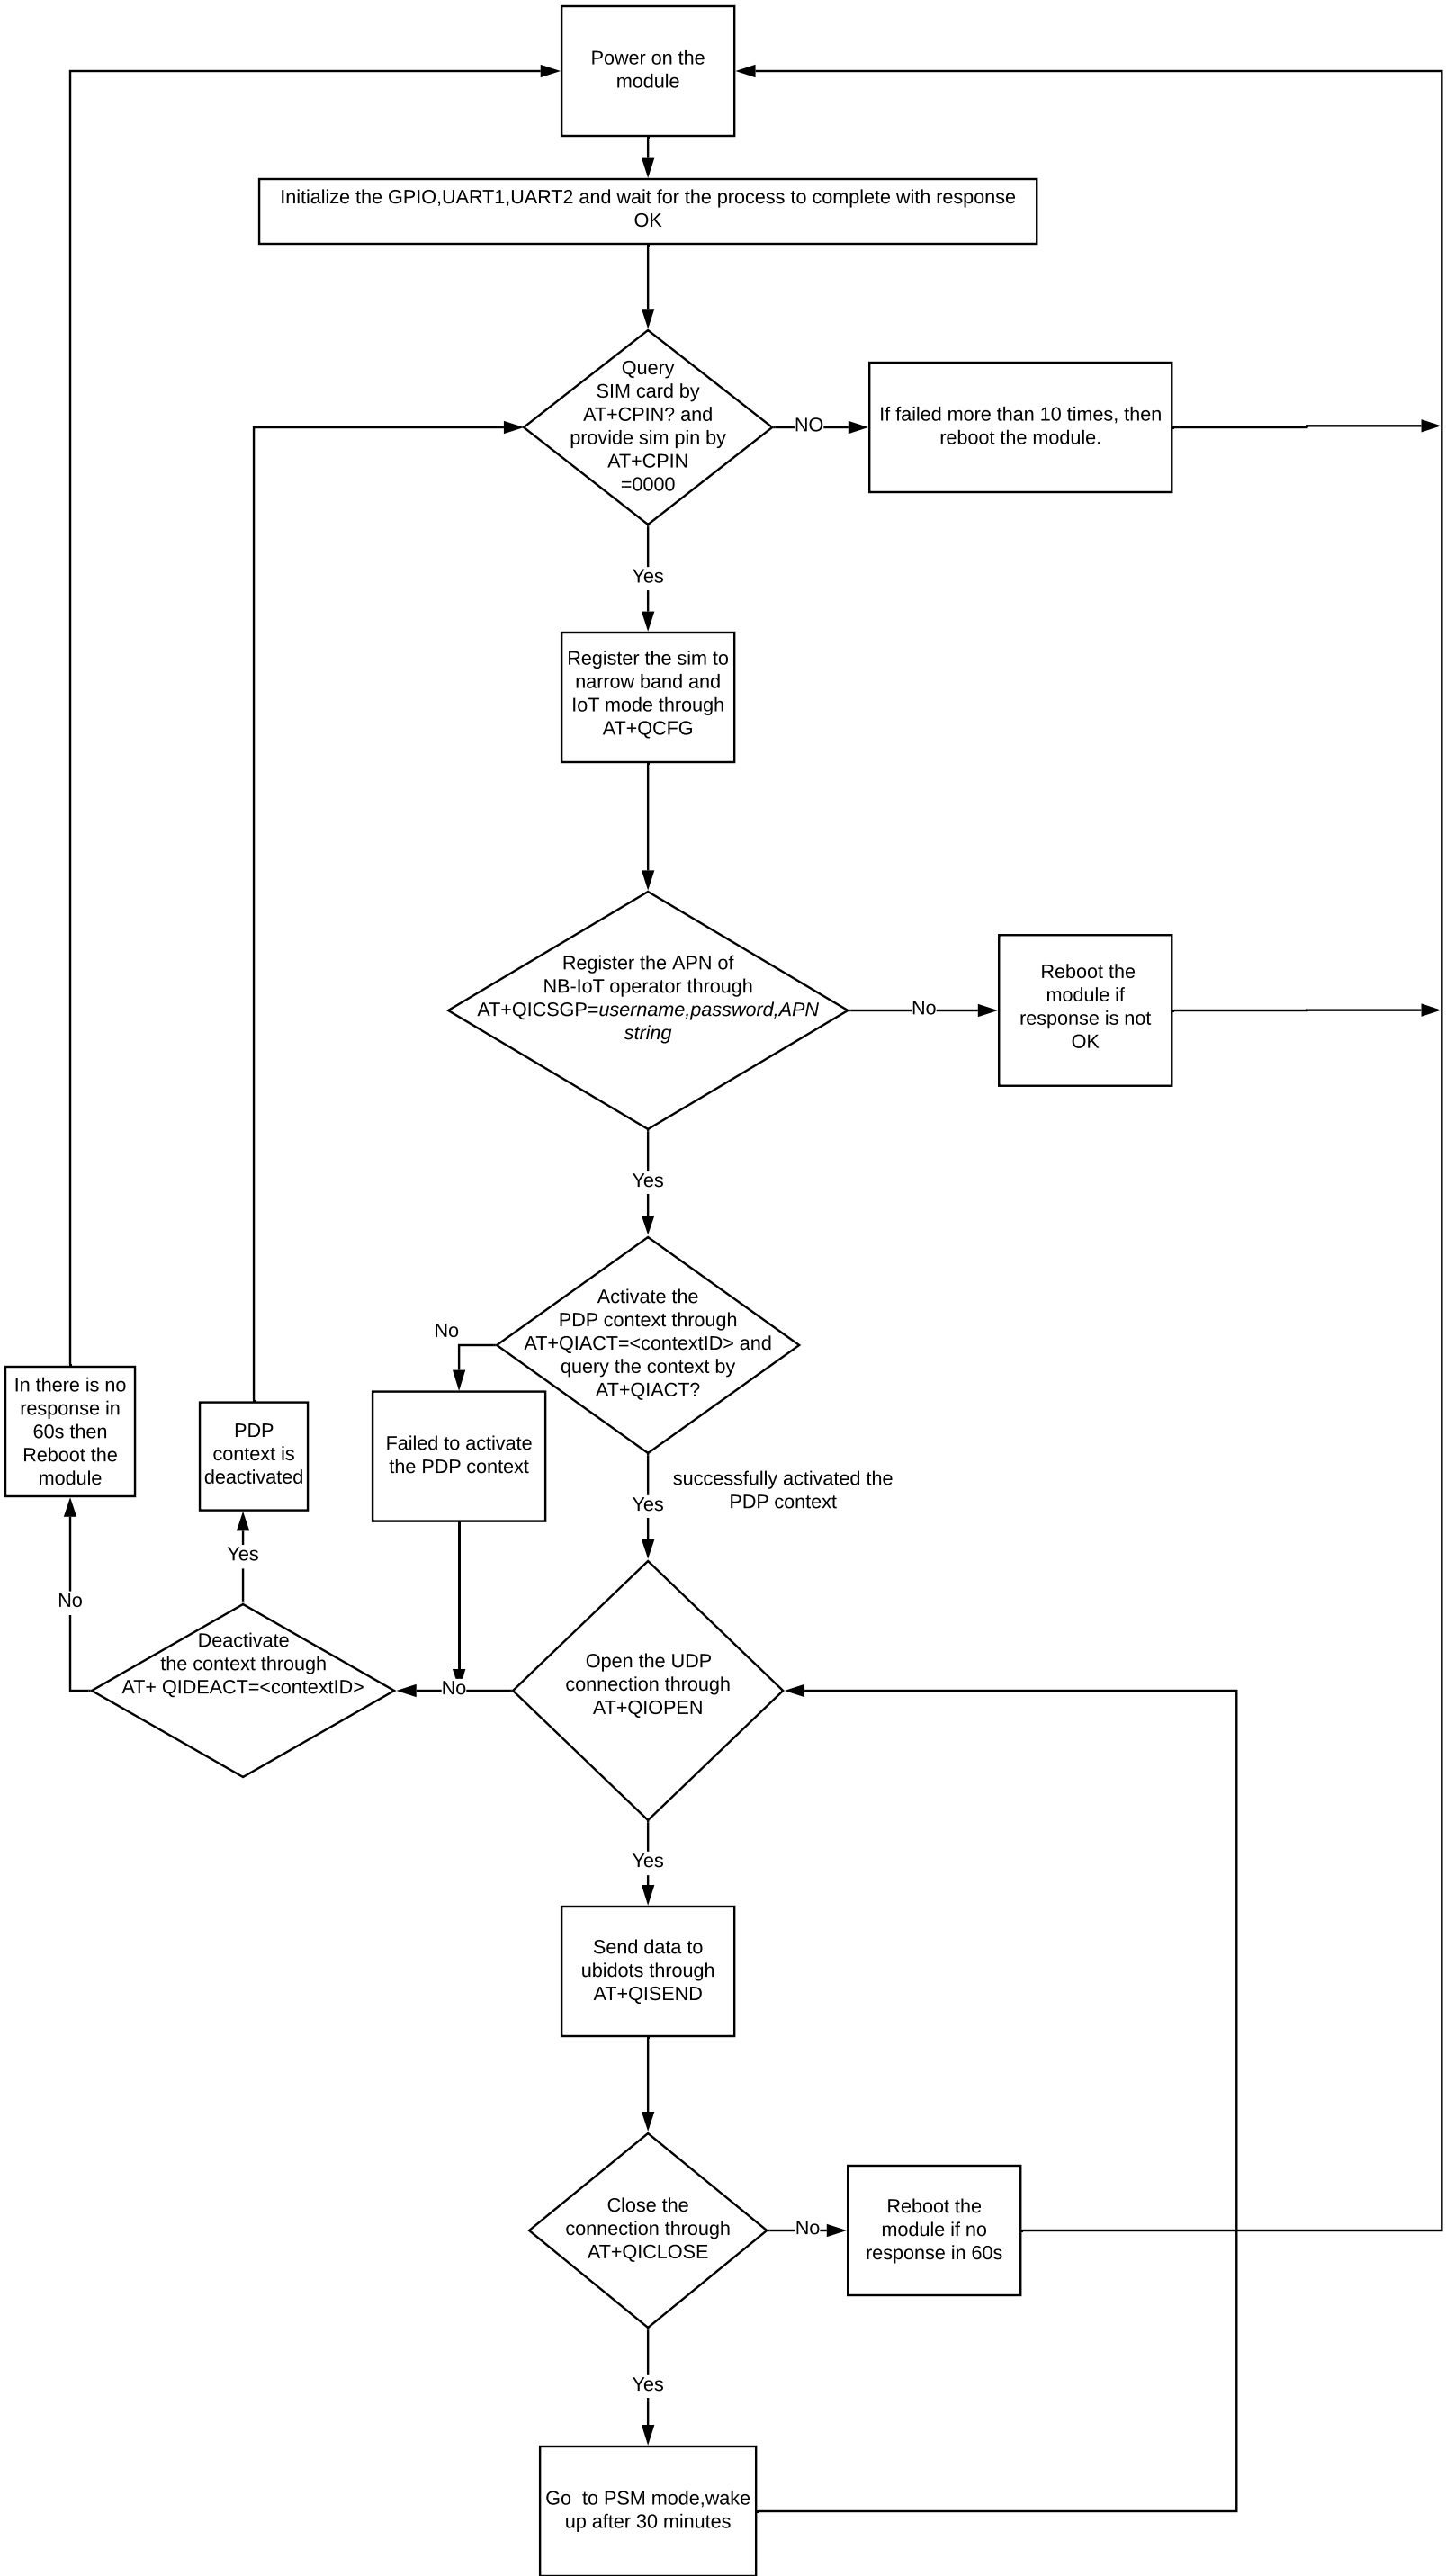 Power on the
module
Initialize the GPIO,UART1,UART2 and wait for the process to complete with response
OK
Query
SIM card by
AT+CPIN? and
provide sim pin by
AT+CPIN
=0000
NO
If failed more than 10 times, then
reboot the module.
Yes
Register the sim to
narrow band and
IoT mode through
AT+QCFG
Register the APN of
NB-IoT operator through
AT+QICSGP=username,password,APN
string
No
Reboot the
module if
response is not
OK
Yes
Activate the
PDP context through
AT+QIACT=<contextID> and
query the context by
AT+QIACT?
No
Failed to activate
the PDP context
Yes
successfully activated the
PDP context
In there is no
response in
60s then
Reboot the
module
PDP
context is
deactivated
Yes
No
Deactivate
the context through
AT+ QIDEACT=<contextID>
No
Open the UDP
connection through
AT+QIOPEN
Yes
Send data to
ubidots through
AT+QISEND
Close the
connection through
AT+QICLOSE
No
Reboot the
module if no
response in 60s
Yes
Go  to PSM mode,wake
up after 30 minutes